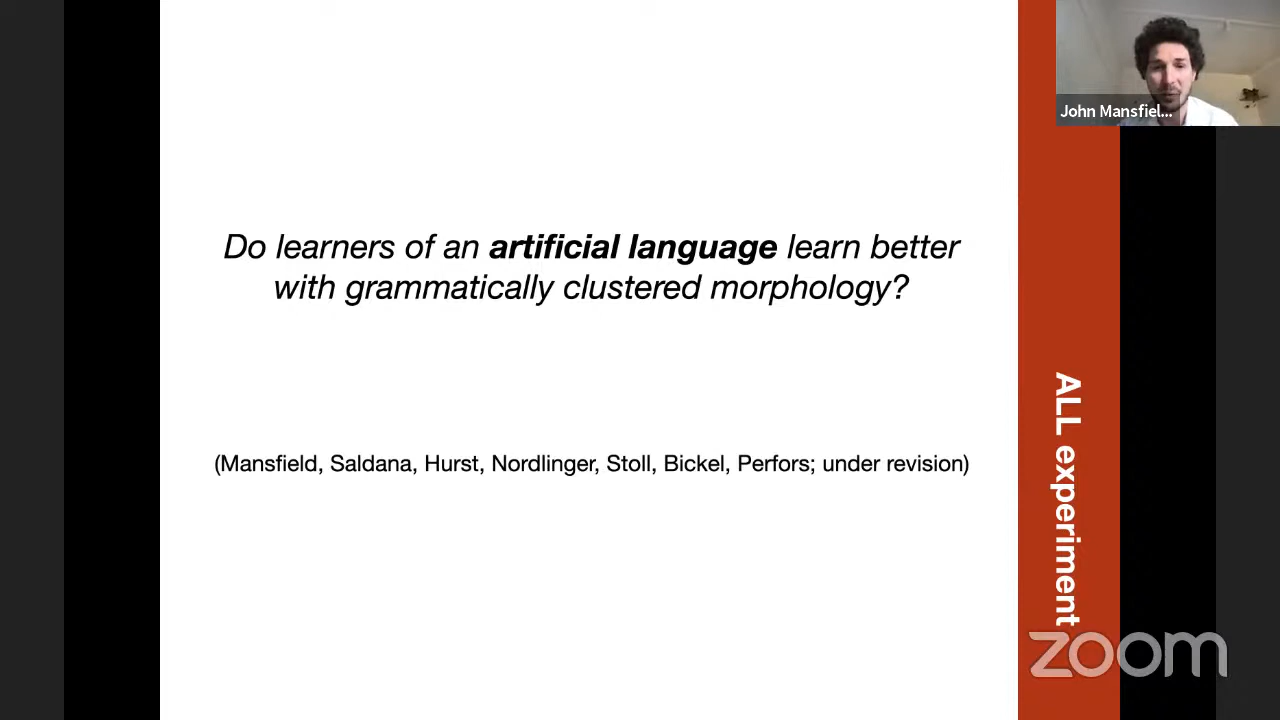 John Mansfiel...
Do learners of an artificial language learn better
with grammatically clustered morphology?
(Mansfield, Saldana, Hurst, Nordlinger, Stoll, Bickel, Perfors; under revision)
ALL experiment
zoom